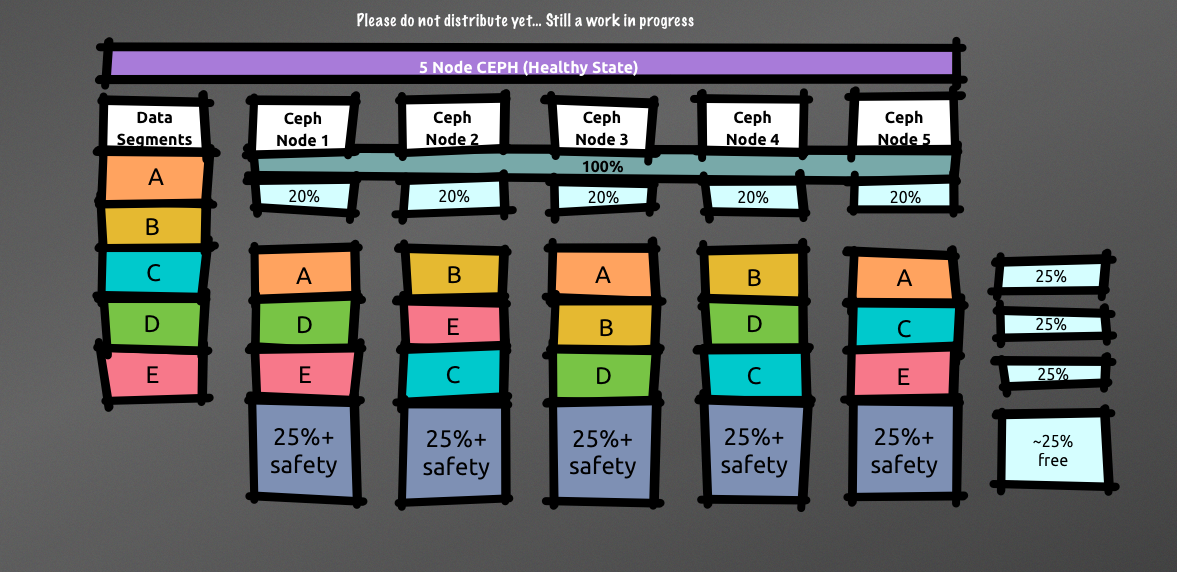 Please do not distribute yet... Still a work in progress
5 Node CEPH (Healthy State)
Data
Segments
Ceph
Node 1
Ceph
Node 2
Ceph
Node 3
Ceph
Node 4
Ceph
Node 5
100%
20%
20%
20%
20%
20%
A
B
C
D
E
A
D
E
25%+
safety
B
E
C
25%+
safety
A
B
D
25%+
safety
B
D
C
25%+
safety
A
C
E
25%+
safety
25%
25%
25%
~25%
free